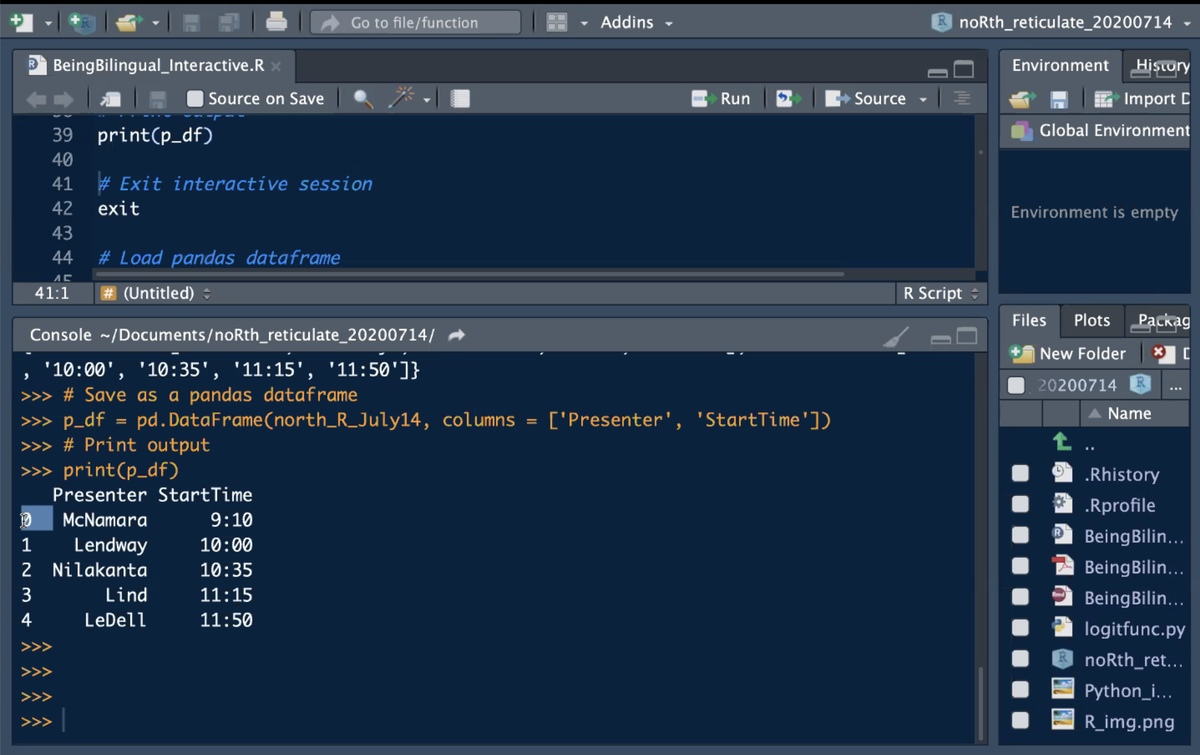 Go to file/function
Addins
noRth_reticulate_20200714
BeingBilingual_Interactive.R
Source on Save
Run
Source
39 print(p_df)
40
41 # Exit interactive session
42 exit
43
44 # Load pandas dataframe
41:1
# (Untitled)
R Script
Console ~/Documents/noRth_reticulate_20200714/
, '10:00', '10:35', '11:15', '11:50']}
>>> # Save as a pandas dataframe
>>> p_df = pd.DataFrame(north_R_July14, columns = ['Presenter', 'StartTime'])
>>> # Print output
>>> print(p_df)
Presenter StartTime
0 McNamara 9:10
1 Lendway 10:00
2 Nilakanta 10:35
3 Lind 11:15
4 LeDell 11:50
>>>
>>>
>>>
>>>
Environment History
Import D
Global Environment
Environment is empty
Files Plots Packag
New Folder D
20200714 ...
Name
..
.Rhistory
.Rprofile
BeingBilin...
BeingBilin...
BeingBilin...
logitfunc.py
noRth_ret...
Python_i...
R_img.png